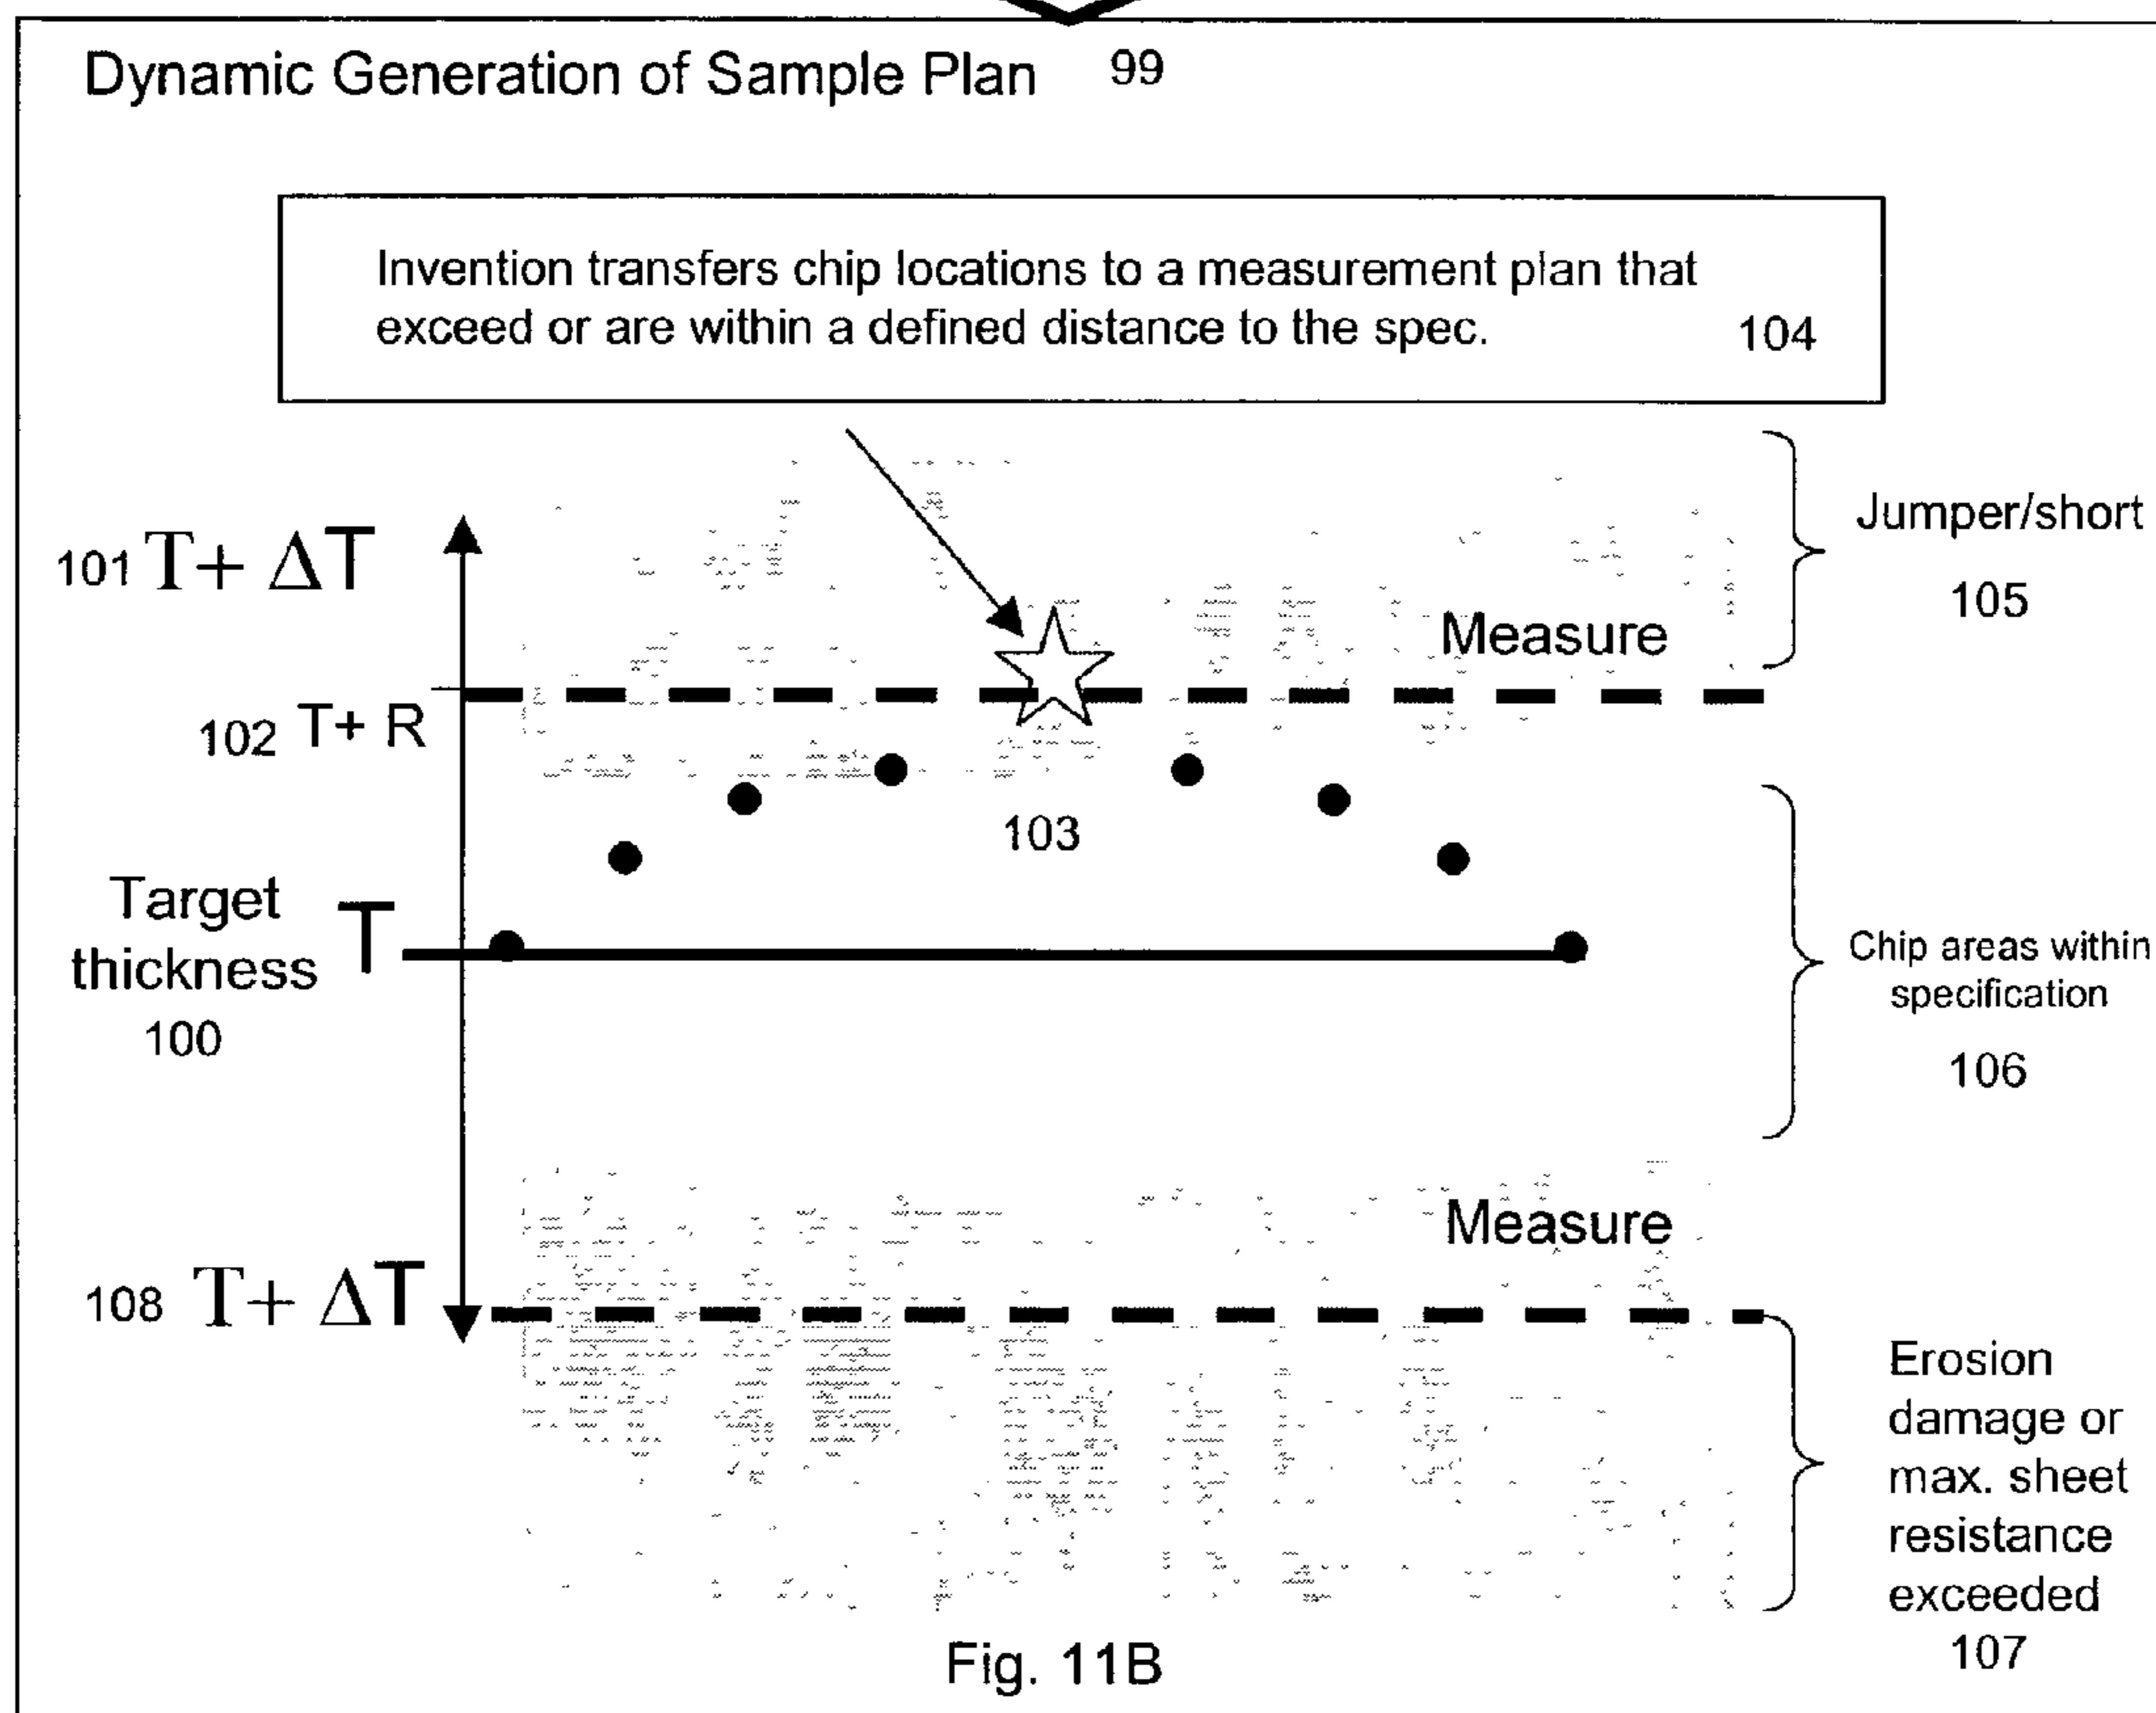 Dynamic Generation of Sample Plan 99
Invention transfers chip locations to a measurement plan that
exceed or are within a defined distance to the spec. 104
101 T+ ΔT
Jumper/short
105
Measure
102 T+ R
103
Target
thickness
T
100
Chip areas within
specification
106
Measure
108 T+ ΔT
Erosion
damage or
max. sheet
resistance
exceeded
107
Fig. 11B